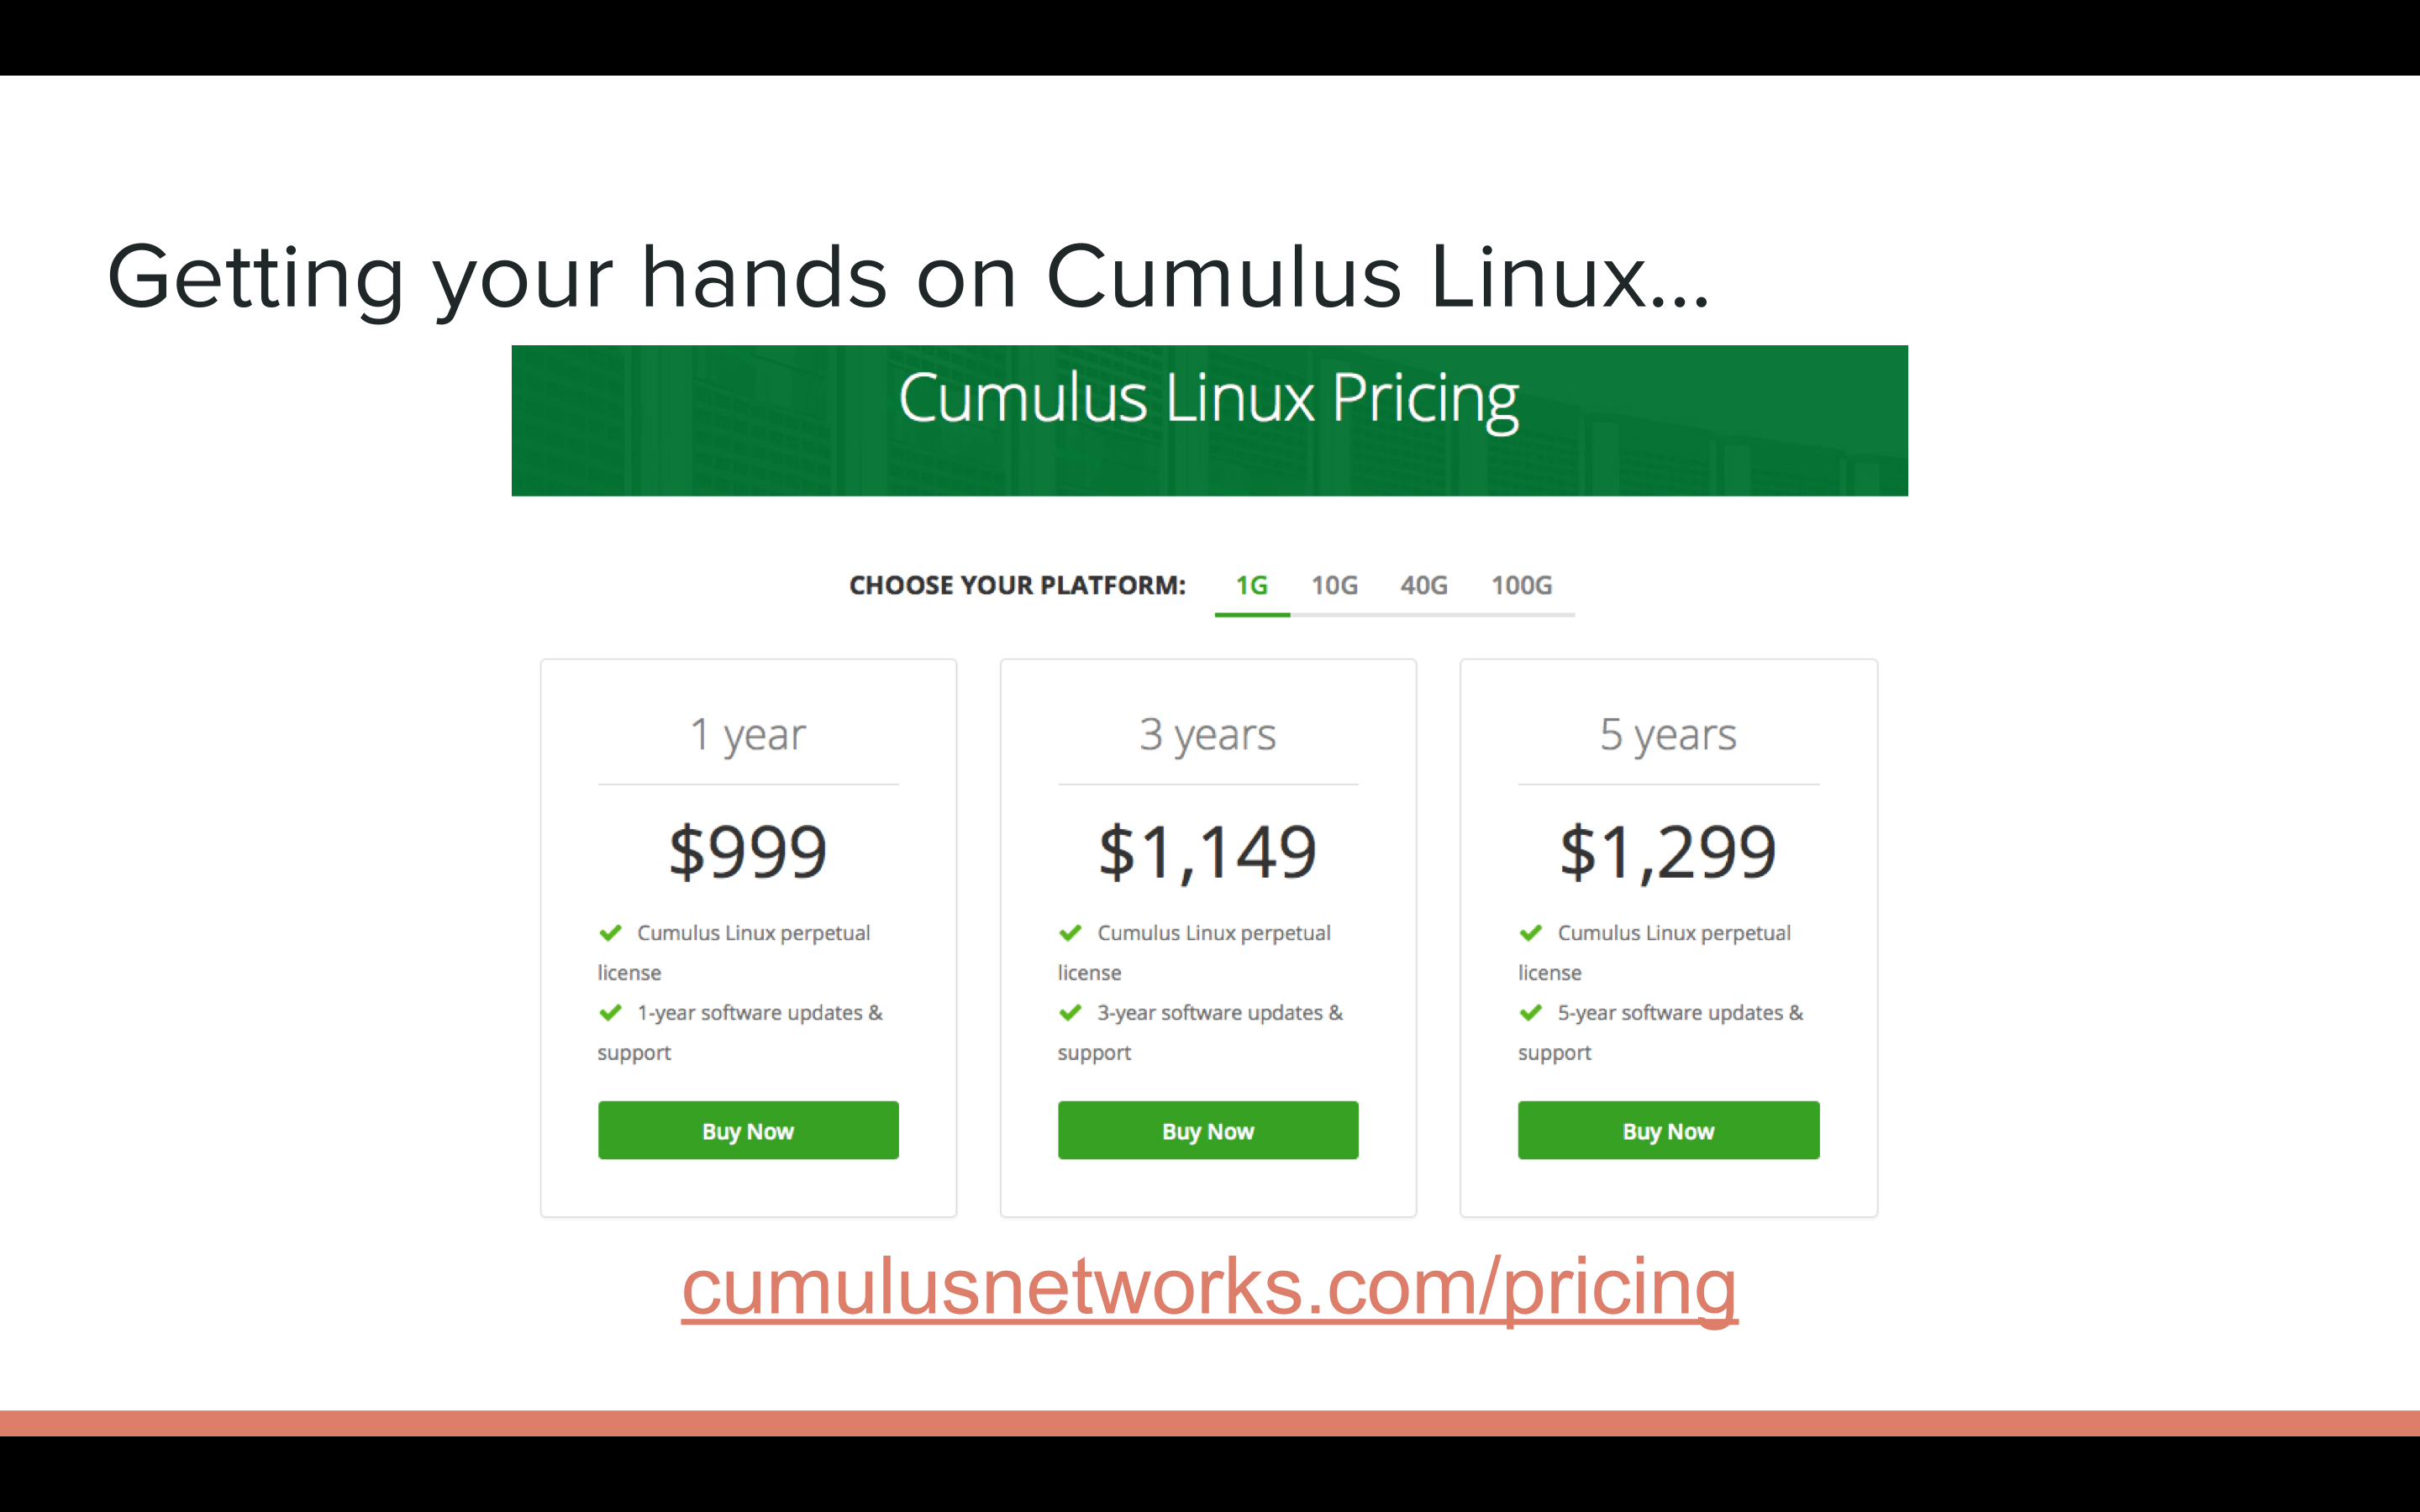 Getting your hands on Cumulus Linux...
Cumulus Linux Pricing
CHOOSE YOUR PLATFORM: 1G 10G 40G 100G
1 year
$999
Cumulus Linux perpetual
license
1-year software updates &
support
Buy Now
3 years
$1,149
Cumulus Linux perpetual
license
3-year software updates &
support
Buy Now
5 years
$1,299
Cumulus Linux perpetual
license
5-year software updates &
support
Buy Now
cumulusnetworks.com/pricing